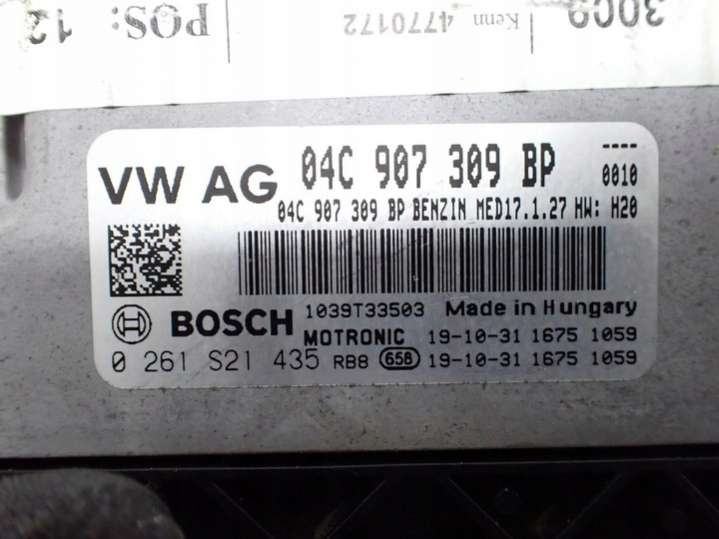 POS: 12
Kenn 4770172
3009
VW AG 04C 907 309 BP ----
0010
04C 907 309 BP BENZIN MED17.1.27 HW: H20
BOSCH 1039T33503 Made in Hungary
MOTRONIC 19-10-31 1675 1059
0 261 S21 435 RB8 658 19-10-31 1675 1059